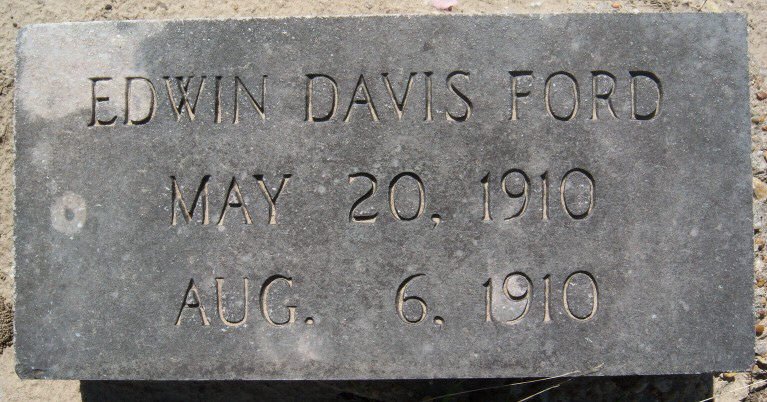 EDWIN DAVIS FORD
MAY 20, 1910
AUG. 6, 1910